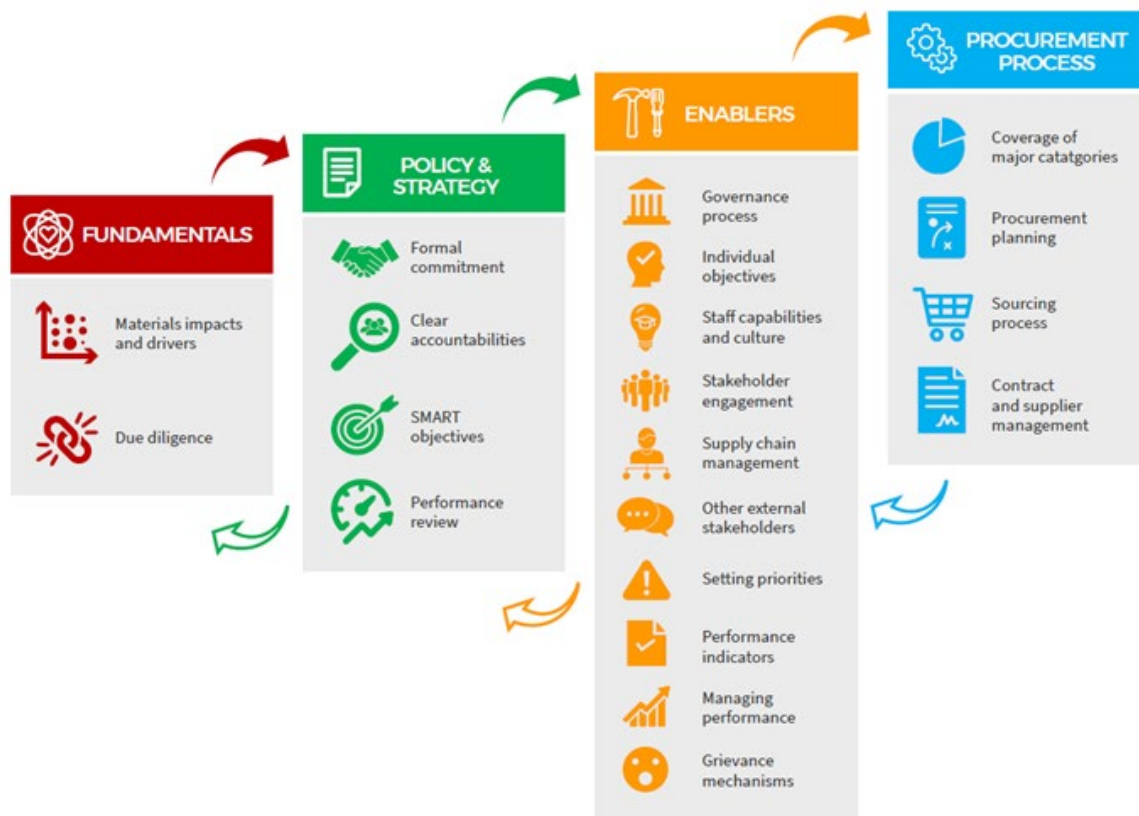 FUNDAMENTALS
Materials impacts
and drivers
Due diligence
POLICY &
STRATEGY
Formal
commitment
Clear
accountabilities
SMART
objectives
Performance
review
ENABLERS
Governance
process
Individual
objectives
Staff capabilities
and culture
Stakeholder
engagement
Supply chain
management
Other external
stakeholders
Setting priorities
Performance
indicators
Managing
performance
Grievance
mechanisms
PROCUREMENT
PROCESS
Coverage of
major catatgories
Procurement
planning
Sourcing
process
Contract
and supplier
management